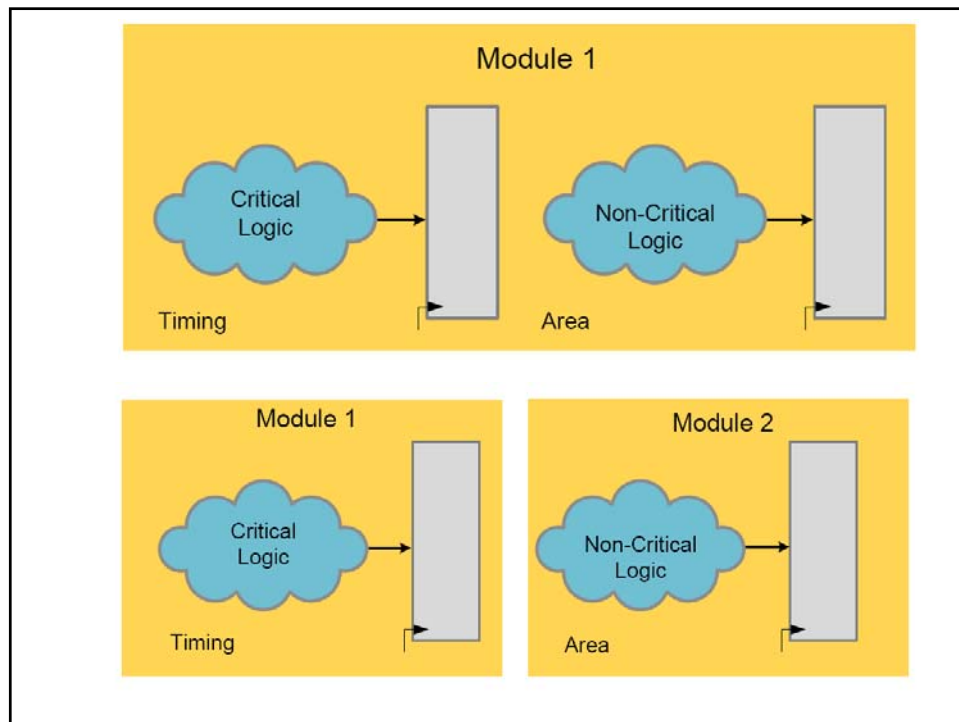 Module 1
Critical
Logic
Timing
Non-Critical
Logic
Area
Module 1
Critical
Logic
Timing
Module 2
Non-Critical
Logic
Area